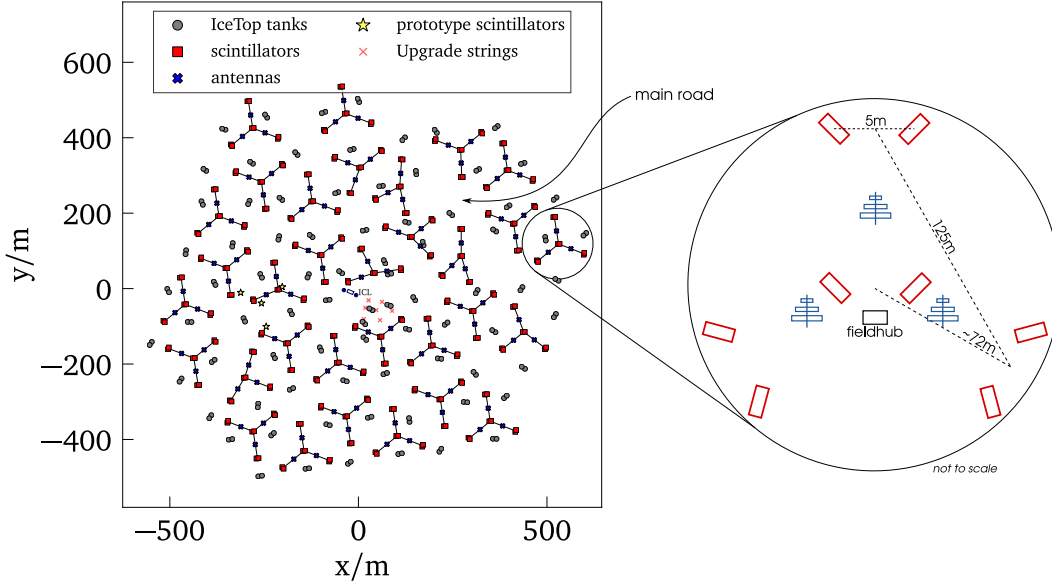 IceTop tanks
prototype scintillators
scintillators
Upgrade strings
antennas
600
400
200
0
−200
−400
y/m
−500
0
500
x/m
ICL
main road
5m
125m
~72m
fieldhub
not to scale